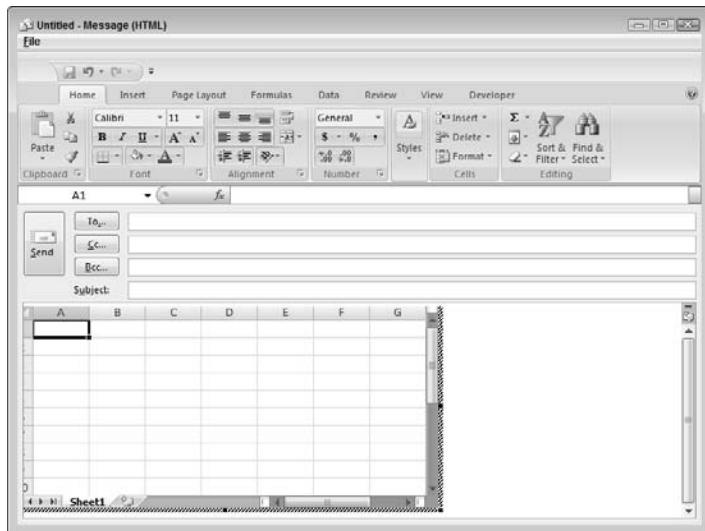 Untitled - Message (HTML)
File
Home Insert Page Layout Formulas Data Review View Developer
Paste
Calibri 11
B I U A A
A
General
$ - % ,
.00 .00
Styles
Insert
Delete
Format
Σ
Sort & Filter
Find & Select
Clipboard Font Alignment Number Cells Editing
A1 fx
Send
To...
Cc...
Bcc...
Subject:
A B C D E F G
Sheet1